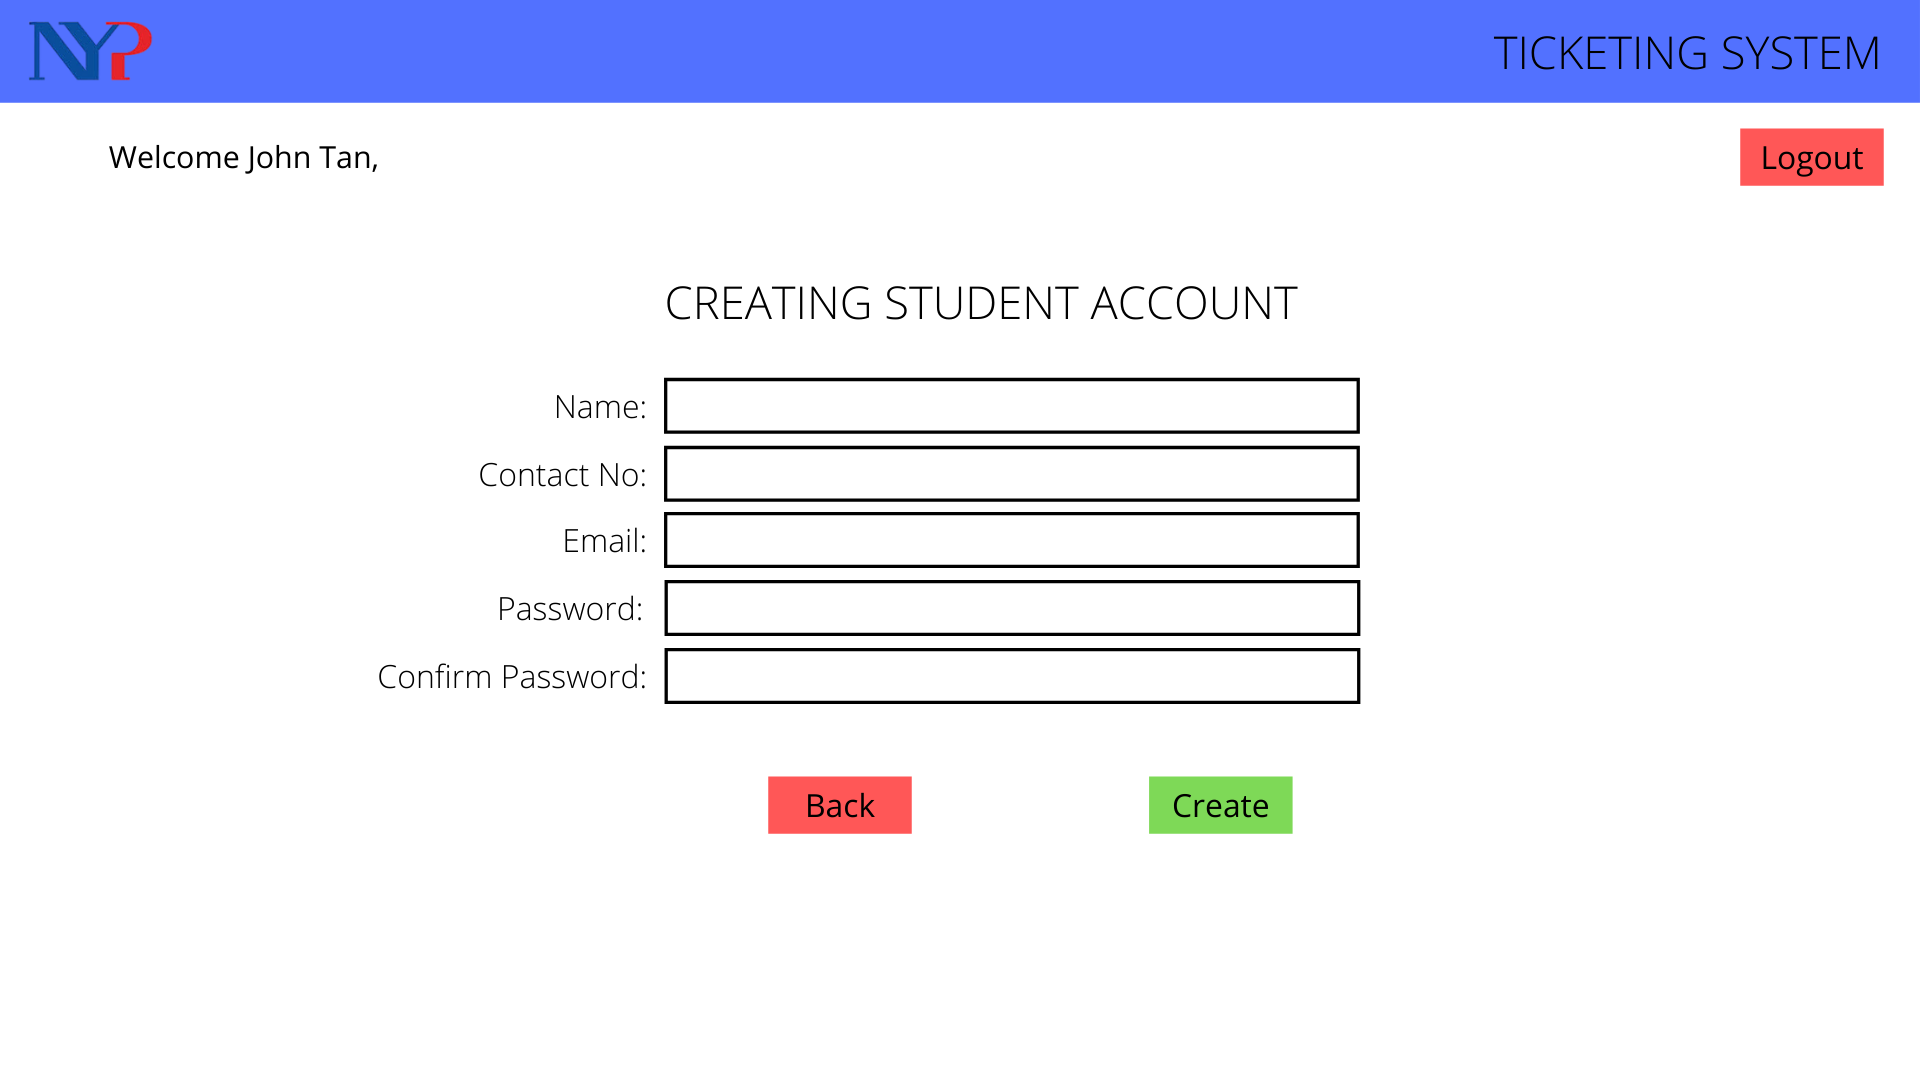 NYP
TICKETING SYSTEM
Welcome John Tan,
Logout
CREATING STUDENT ACCOUNT
Name:
Contact No:
Email:
Password:
Confirm Password:
Back
Create